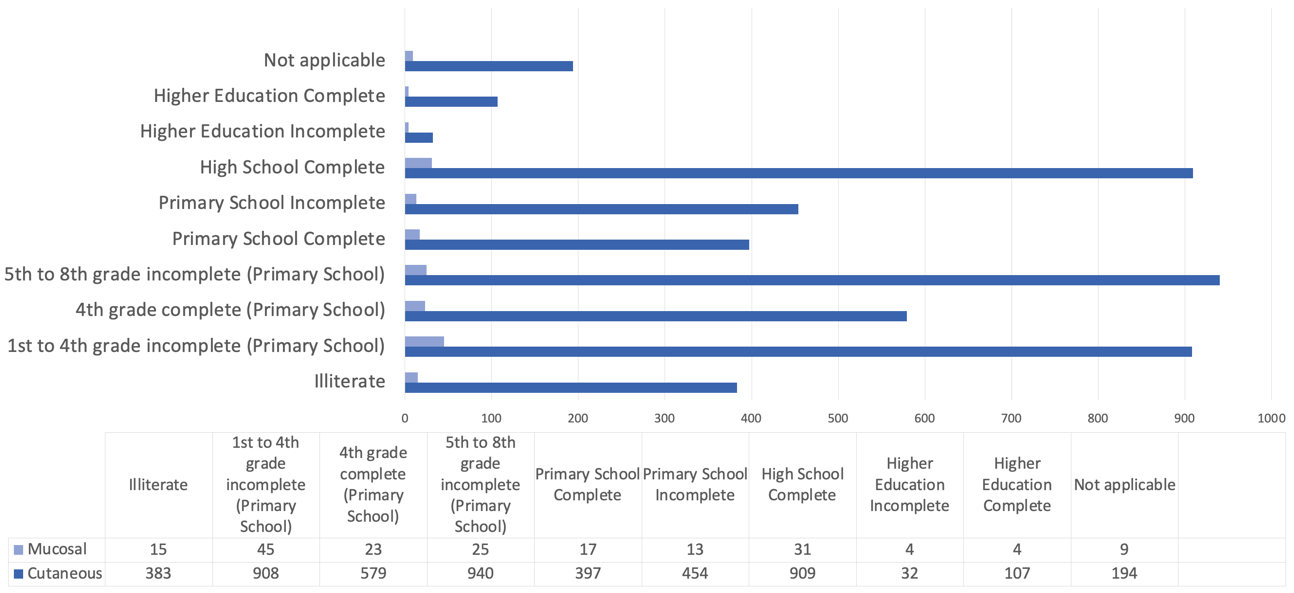 Not applicable
Higher Education Complete
Higher Education Incomplete
High School Complete
Primary School Incomplete
Primary School Complete
5th to 8th grade incomplete (Primary School)
4th grade complete (Primary School)
1st to 4th grade incomplete (Primary School)
Illiterate
0 100 200 300 400 500 600 700 800 900 1000
Illiterate
1st to 4th
grade
incomplete
(Primary
School)
4th grade
complete
(Primary
School)
5th to 8th
grade
incomplete
(Primary
School)
Primary School
Complete
Primary School
Incomplete
High School
Complete
Higher
Education
Incomplete
Higher
Education
Complete
Not applicable
Mucosal 15 45 23 25 17 13 31 4 4 9
Cutaneous 383 908 579 940 397 454 909 32 107 194